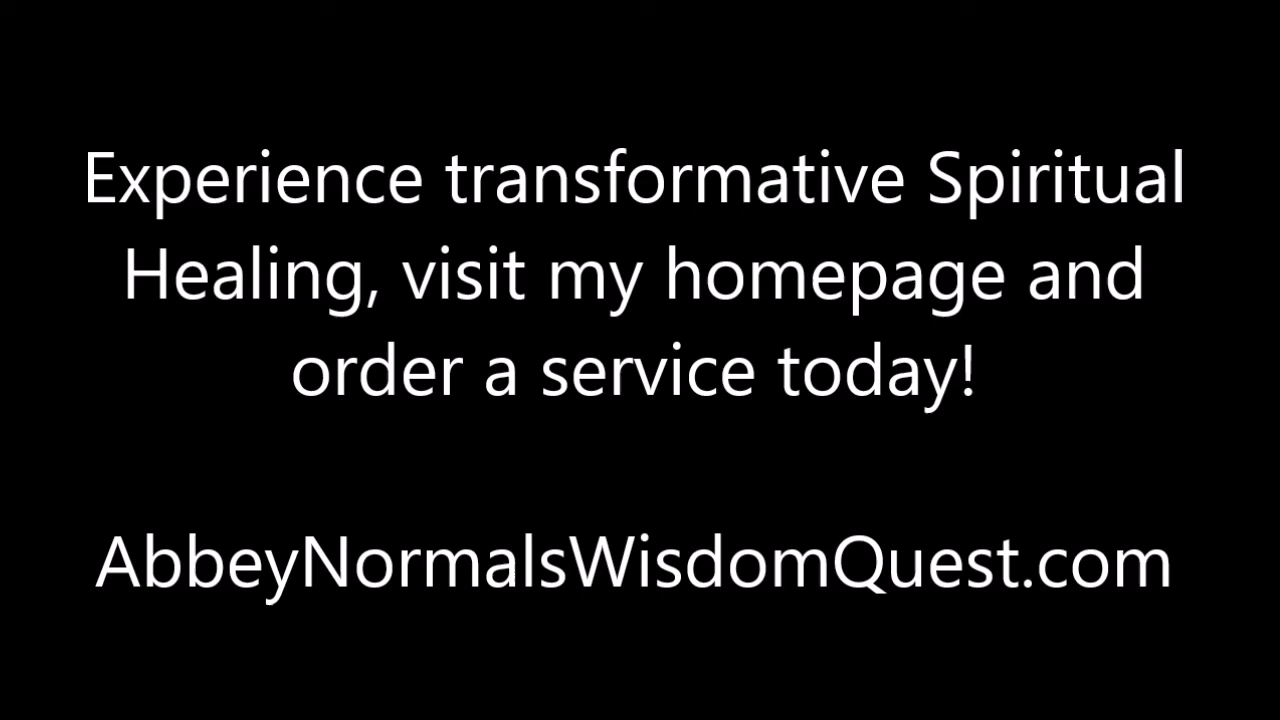 Experience transformative Spiritual
Healing, visit my homepage and
order a service today!
AbbeyNormalsWisdomQuest.com